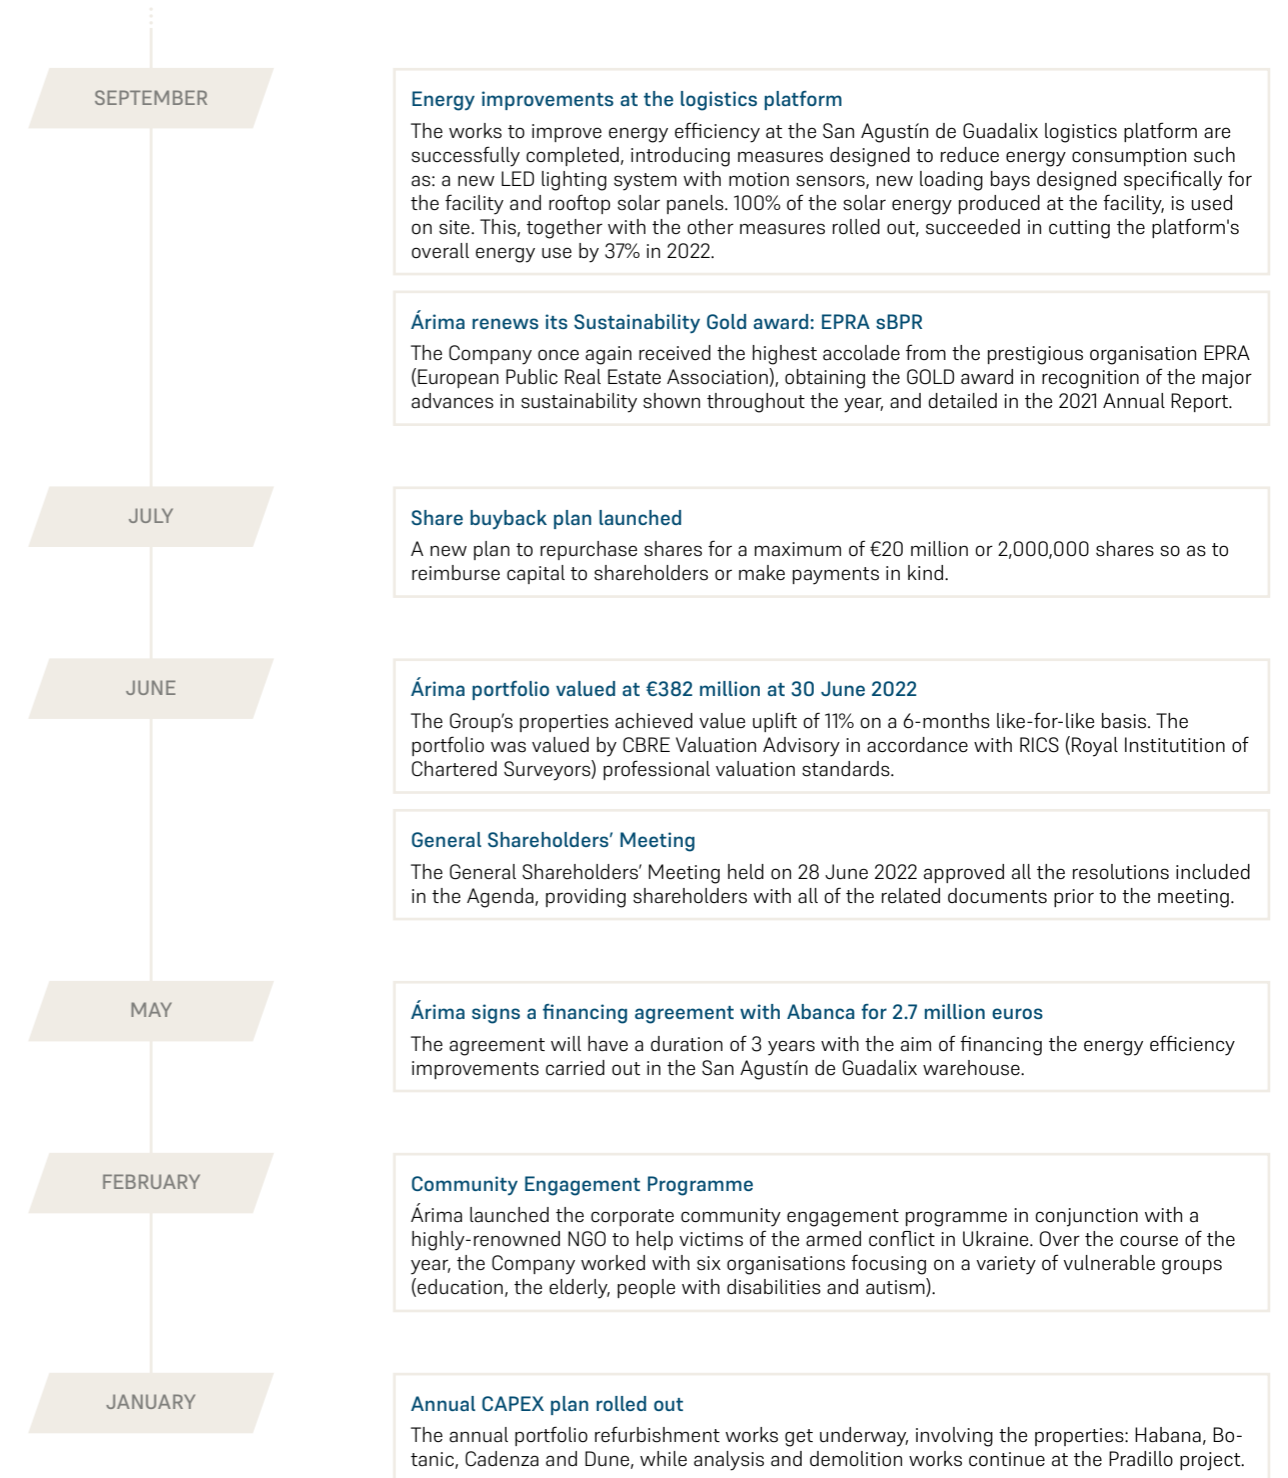 SEPTEMBER
Energy improvements at the logistics platform
The works to improve energy efficiency at the San Agustín de Guadalix logistics platform are
successfully completed, introducing measures designed to reduce energy consumption such
as: a new LED lighting system with motion sensors, new loading bays designed specifically for
the facility and rooftop solar panels. 100% of the solar energy produced at the facility, is used
on site. This, together with the other measures rolled out, succeeded in cutting the platform's
overall energy use by 37% in 2022.
Árima renews its Sustainability Gold award: EPRA sBPR
The Company once again received the highest accolade from the prestigious organisation EPRA
(European Public Real Estate Association), obtaining the GOLD award in recognition of the major
advances in sustainability shown throughout the year, and detailed in the 2021 Annual Report.
JULY
Share buyback plan launched
A new plan to repurchase shares for a maximum of €20 million or 2,000,000 shares so as to
reimburse capital to shareholders or make payments in kind.
JUNE
Árima portfolio valued at €382 million at 30 June 2022
The Group's properties achieved value uplift of 11% on a 6-months like-for-like basis. The
portfolio was valued by CBRE Valuation Advisory in accordance with RICS (Royal Institutition of
Chartered Surveyors) professional valuation standards.
General Shareholders' Meeting
The General Shareholders' Meeting held on 28 June 2022 approved all the resolutions included
in the Agenda, providing shareholders with all of the related documents prior to the meeting.
MAY
Árima signs a financing agreement with Abanca for 2.7 million euros
The agreement will have a duration of 3 years with the aim of financing the energy efficiency
improvements carried out in the San Agustín de Guadalix warehouse.
FEBRUARY
Community Engagement Programme
Árima launched the corporate community engagement programme in conjunction with a
highly-renowned NGO to help victims of the armed conflict in Ukraine. Over the course of the
year, the Company worked with six organisations focusing on a variety of vulnerable groups
(education, the elderly, people with disabilities and autism).
JANUARY
Annual CAPEX plan rolled out
The annual portfolio refurbishment works get underway, involving the properties: Habana, Bo-
tanic, Cadenza and Dune, while analysis and demolition works continue at the Pradillo project.